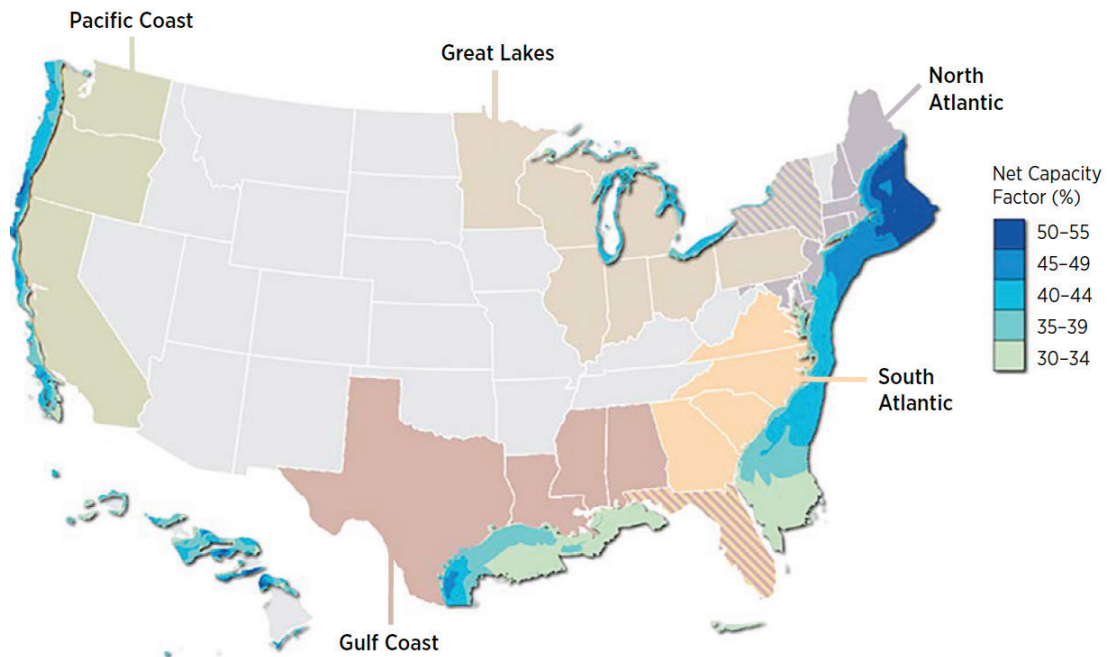 Pacific Coast
Great Lakes
North
Atlantic
Net Capacity
Factor (%)
50–55
45–49
40–44
35–39
30–34
South
Atlantic
Gulf Coast